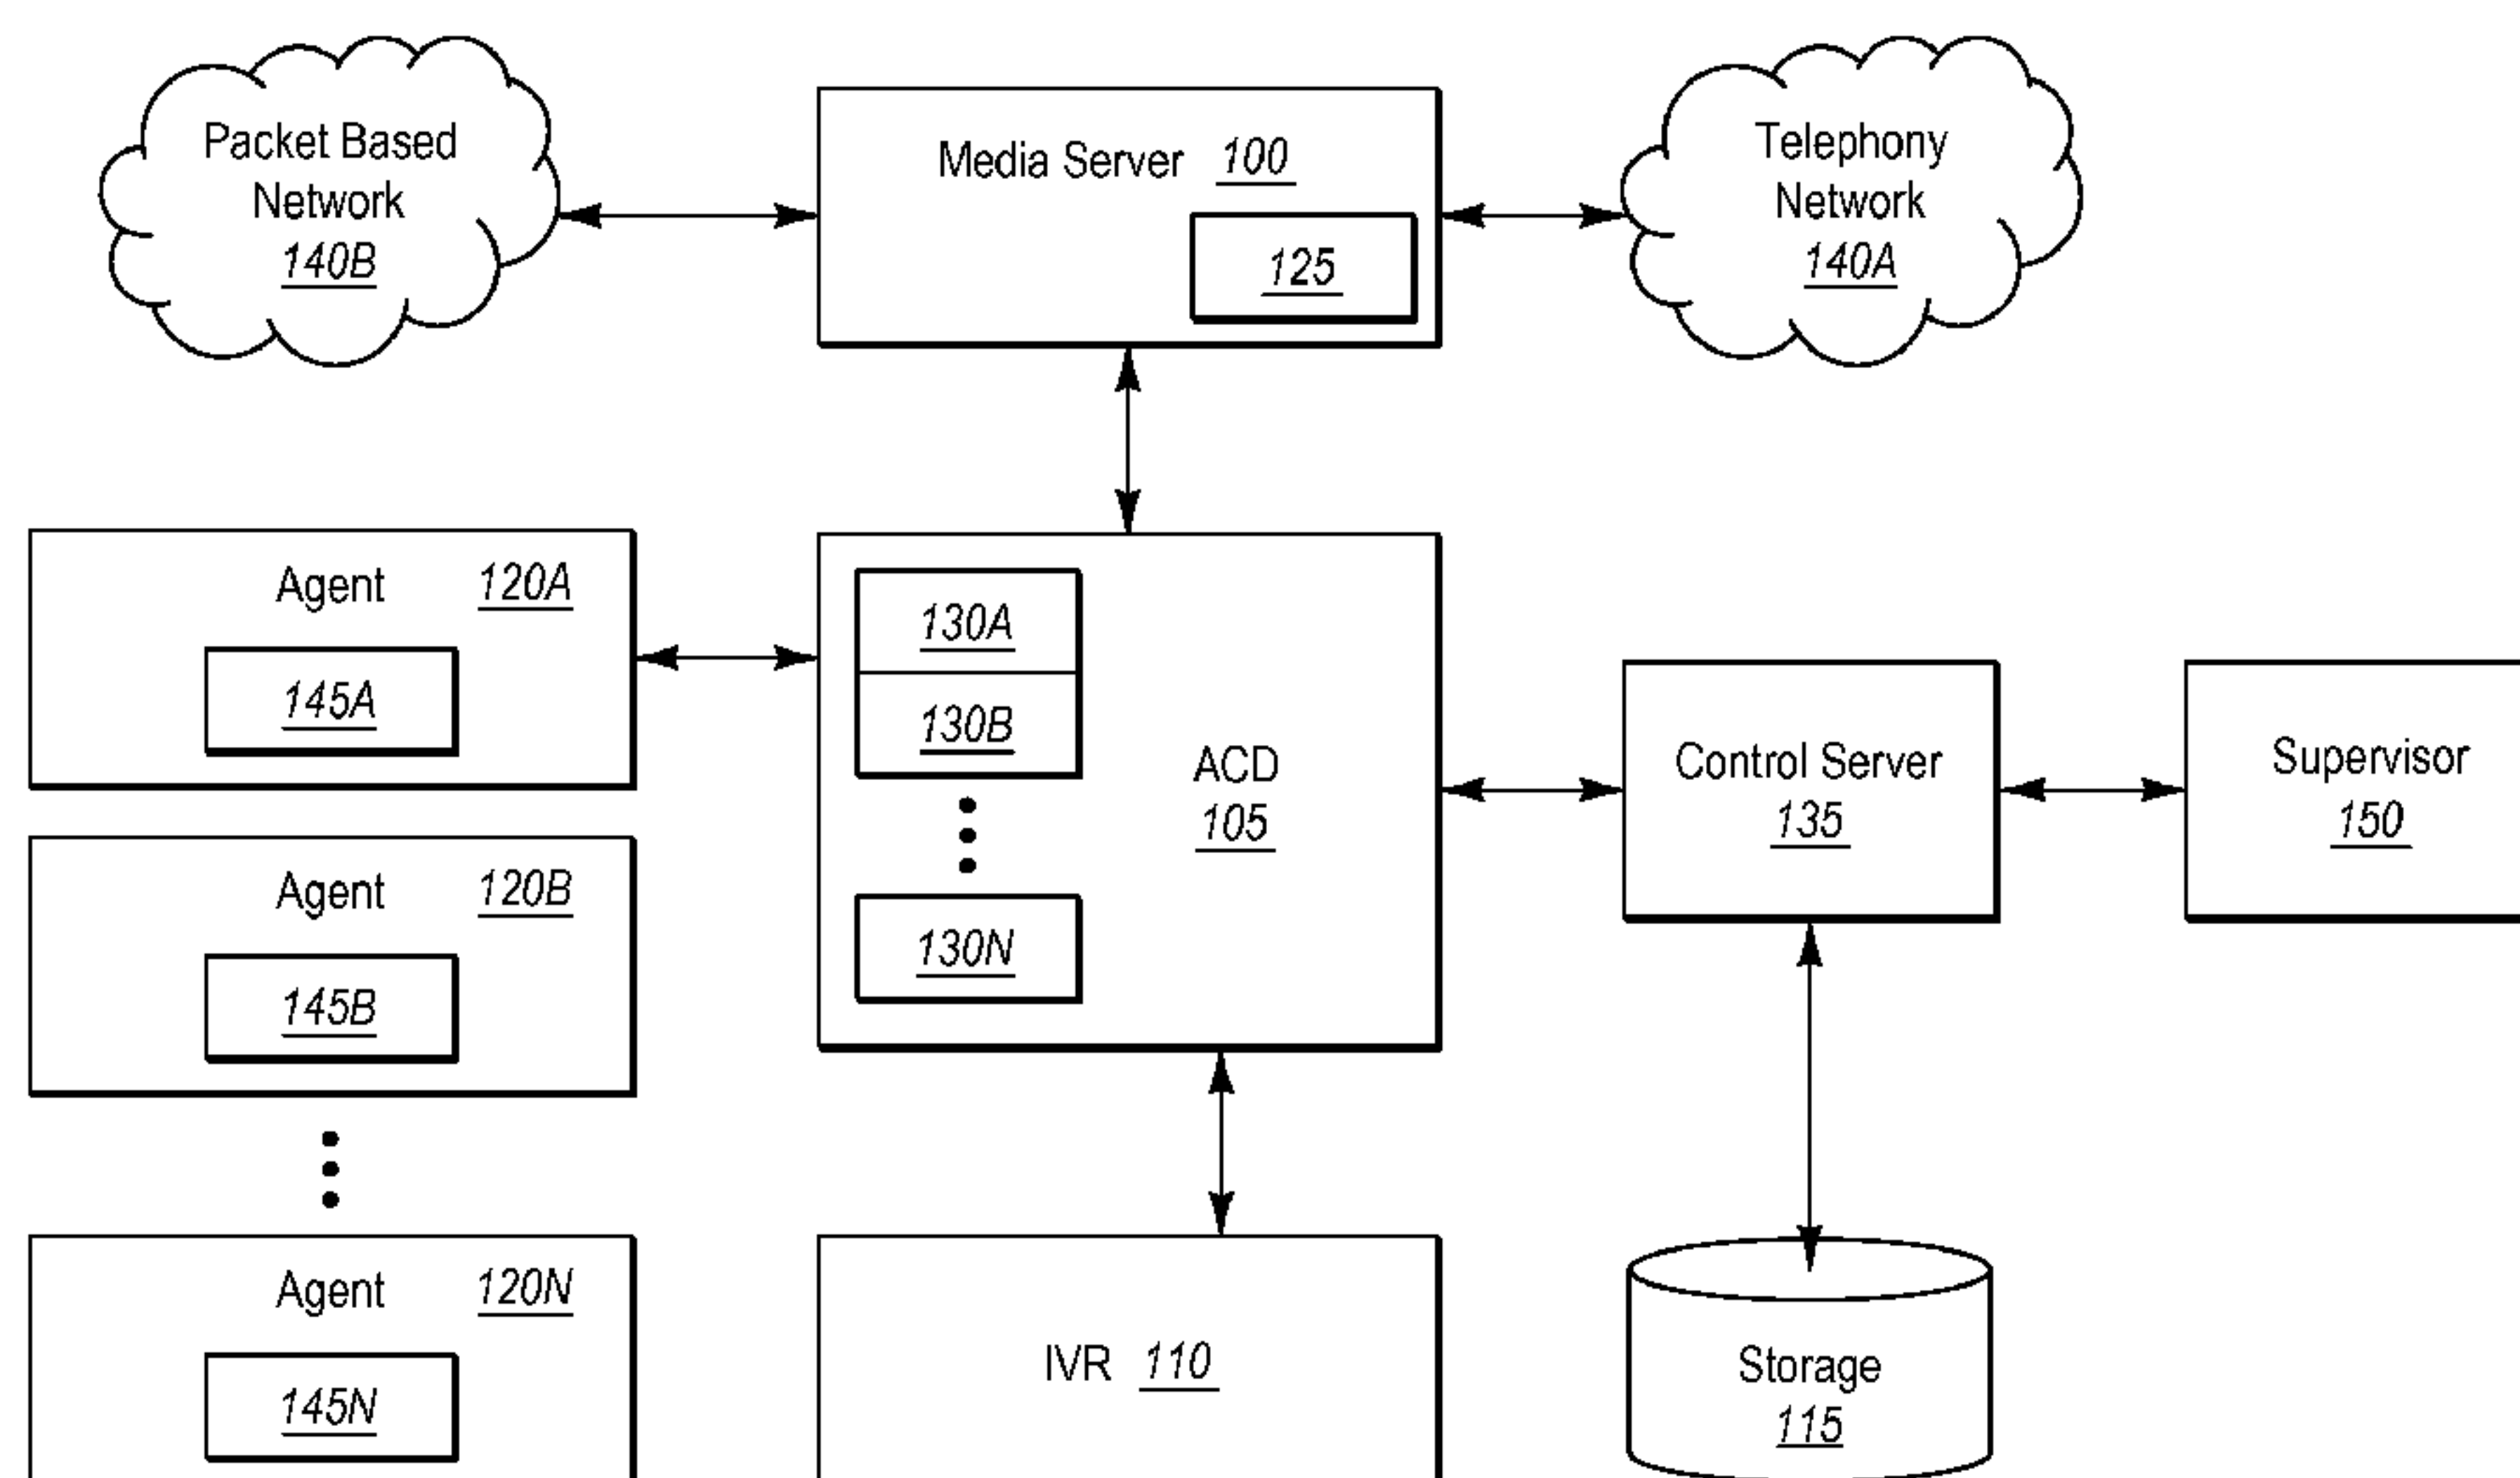 Packet Based
Network
140B
Media Server 100
125
Telephony
Network
140A
Agent 120A
145A
Agent 120B
145B
Agent 120N
145N
130A
130B
130N
ACD
105
Control Server
135
Supervisor
150
IVR 110
Storage
115